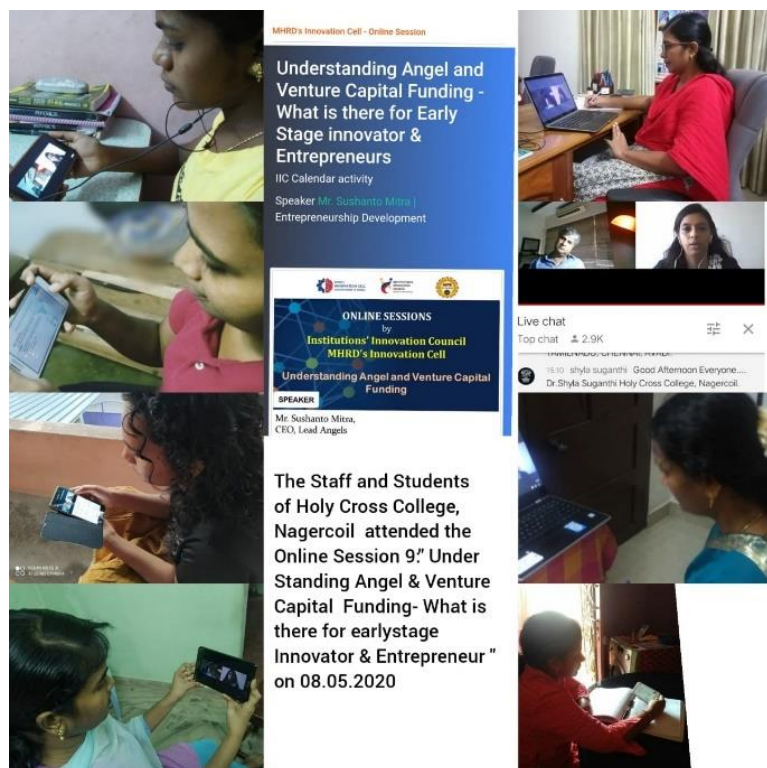 MHRD's Innovation Cell - Online Session
Understanding Angel and
Venture Capital Funding -
What is there for Early
Stage innovator &
Entrepreneurs
IIC Calendar activity
Speaker Mr. Sushanto Mitra |
Entrepreneurship Development
ONLINE SESSIONS
by
Institutions' Innovation Council
MHRD's Innovation Cell
Understanding Angel and Venture Capital
Funding
SPEAKER
Mr. Sushanto Mitra,
CEO, Lead Angels
The Staff and Students
of Holy Cross College,
Nagercoil attended the
Online Session 9." Under
Standing Angel & Venture
Capital Funding- What is
there for earlystage
Innovator & Entrepreneur "
on 08.05.2020
Live chat
Top chat 2.9K
TAMILNADU, CHENNAI, AVADI.
15:10 shyla suganthi Good Afternoon Everyone.....
Dr.Shyla Suganthi Holy Cross College, Nagercoil.